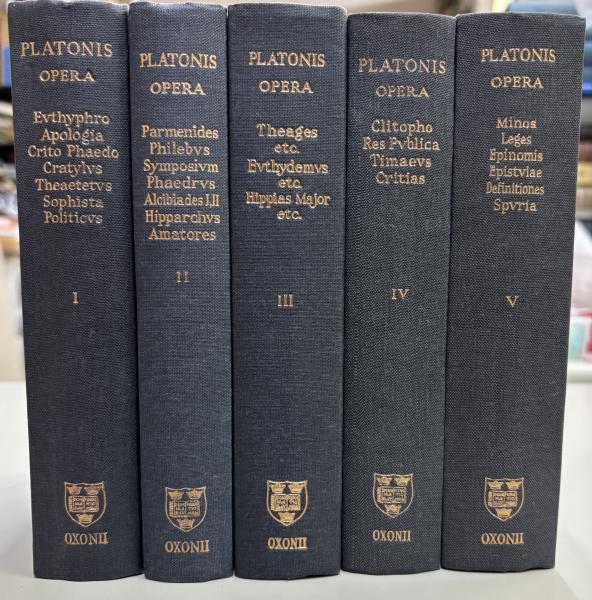 PLATONIS
OPERA
Evthyphro
Apologia
Crito Phaedo
Cratylvs
Theaetetvs
Sophista
Politicvs
I
OXONII
PLATONIS
OPERA
Parmenides
Philebvs
Symposivm
Phaedrvs
Alcibiades I,II
Hipparchvs
Amatores
II
OXONII
PLATONIS
OPERA
Theages
etc.
Evthydemvs
etc.
Hippias Major
etc.
III
OXONII
PLATONIS
OPERA
Clitopho
Res Pvblica
Timaevs
Critias
IV
OXONII
PLATONIS
OPERA
Minos
Leges
Epinomis
Epistvlae
Definitiones
Spvria
V
OXONII